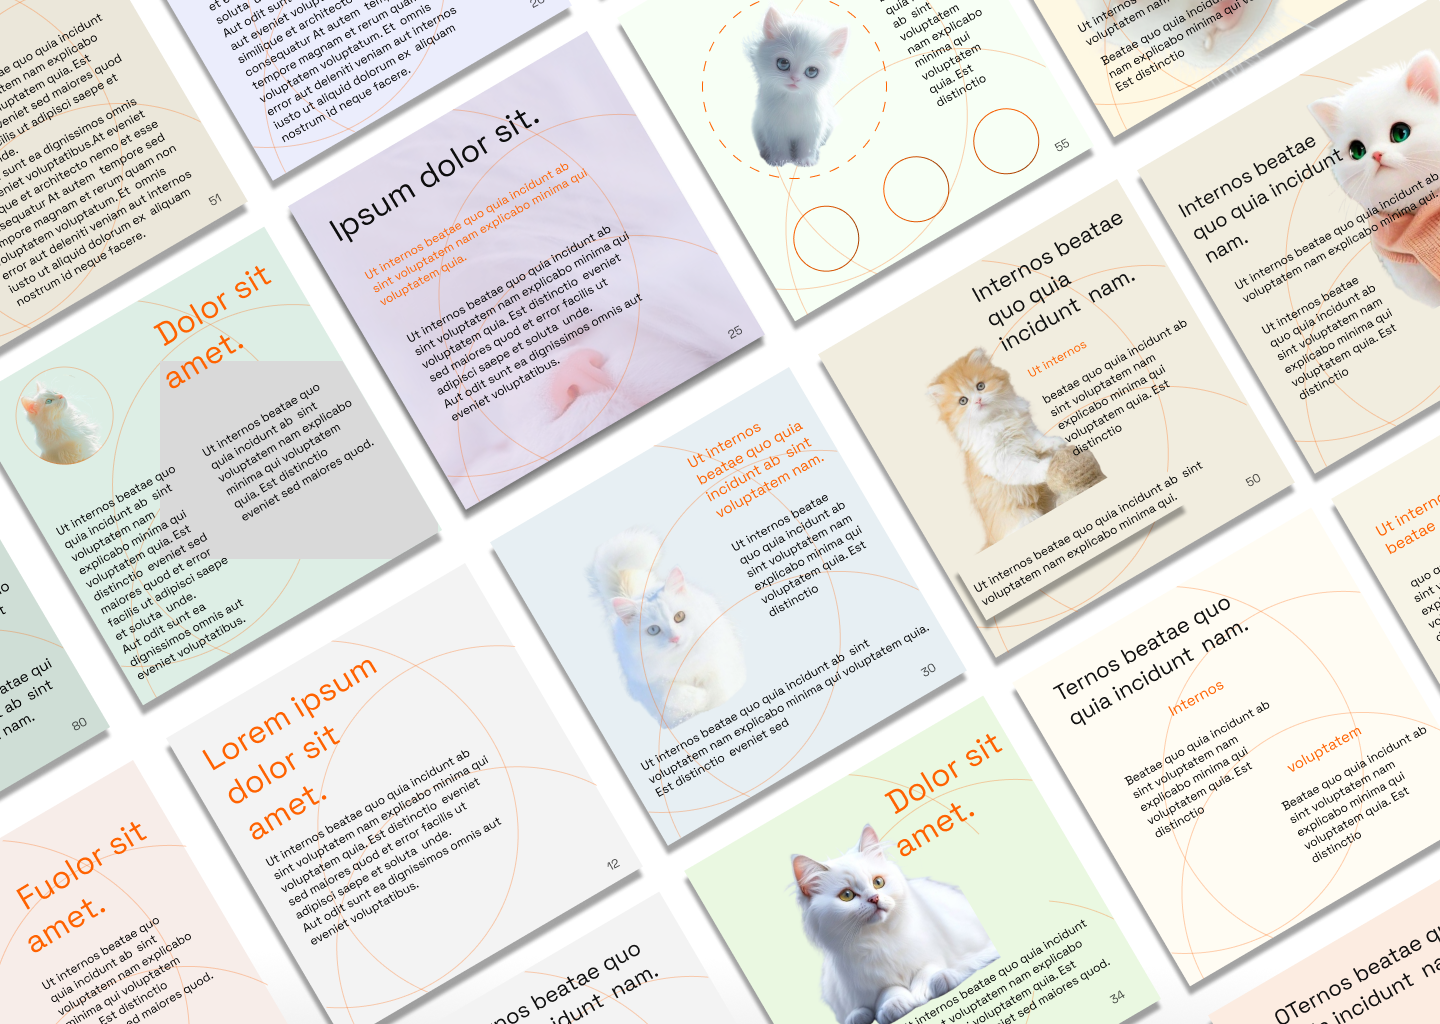 ae quo quia incidunt
tatem nam explicabo
luptatem quia. Est
eniet sed maiores quod
cilis ut adipisci saepe et
nde.
sunt ea dignissimos omnis
eniet voluptatibus.At eveniet
que et architecto nemo et esse
sequatur At autem tempore sed
mpore magnam et rerum quam non
oluptatem voluptatum. Et omnis
error aut deleniti veniam aut internos
iusto ut aliquid dolorum ex aliquam
nostrum id neque facere.
51
soluta
Aut odit sunt ea dig
aut eveniet voluptatibus
similique et architecto
consequatur At autem
tempore magnam et rerum quam
voluptatem voluptatum. Et omnis
error aut deleniti veniam aut internos
iusto ut aliquid dolorum ex aliquam
nostrum id neque facere.
Ipsum dolor sit.
Ut internos beatae quo quia incidunt ab
sint voluptatem nam explicabo minima qui
voluptatem quia.
Ut internos beatae quo quia incidunt ab
sint voluptatem nam explicabo minima qui
voluptatem quia. Est distinctio eveniet
sed maiores quod et error facilis ut
adipisci saepe et soluta unde.
Aut odit sunt ea dignissimos omnis aut
eveniet voluptatibus.
25
ab sint
voluptatem
nam explicabo
minima qui
voluptatem
quia. Est
distinctio
55
Ut internos
voluptatem nam
Beatae quo quia incidunt
nam explicabo minima qui
Est distinctio
Internos beatae
quo quia incidunt
nam.
Ut internos beatae quo quia incidunt ab
voluptatem nam explicabo minima qui.
Ut internos beatae
quo quia incidunt ab
sint voluptatem nam
explicabo minima qui
voluptatem quia. Est
distinctio
Dolor sit
amet.
Ut internos beatae quo
quia incidunt ab sint
voluptatem nam explicabo
minima qui voluptatem
quia. Est distinctio
eveniet sed maiores quod.
Ut internos beatae quo
quia incidunt ab sint
voluptatem nam
explicabo minima qui
voluptatem quia. Est
distinctio eveniet sed
maiores quod et error
facilis ut adipisci saepe
et soluta unde.
Aut odit sunt ea
dignissimos omnis aut
eveniet voluptatibus.
Internos beatae
quo quia
incidunt nam.
Ut internos
beatae quo quia incidunt ab
sint voluptatem nam
explicabo minima qui
voluptatem quia. Est
distinctio
Ut internos beatae quo quia incidunt ab sint
voluptatem nam explicabo minima qui.
50
Ut internos
beatae quo quia
incidunt ab sint
voluptatem nam.
Ut internos beatae
quo quia incidunt ab
sint voluptatem nam
explicabo minima qui
voluptatem quia. Est
distinctio
Ut internos beatae quo quia incidunt ab sint
voluptatem nam explicabo minima qui voluptatem quia.
Est distinctio eveniet sed
30
atae qui
ab sint
nam.
80
Lorem ipsum
dolor sit
amet.
Ut internos beatae quo quia incidunt ab
sint voluptatem nam explicabo minima qui
voluptatem quia. Est distinctio eveniet
sed maiores quod et error facilis ut
adipisci saepe et soluta unde.
Aut odit sunt ea dignissimos omnis aut
eveniet voluptatibus.
12
Ternos beatae quo
quia incidunt nam.
Internos
Beatae quo quia incidunt ab
sint voluptatem nam
explicabo minima qui
voluptatem quia. Est
distinctio
voluptatem
Beatae quo quia incidunt ab
sint voluptatem nam
explicabo minima qui
voluptatem quia. Est
distinctio
Ut interno
beatae
Dolor sit
amet.
internos beatae quo quia incidunt
ab sint voluptatem nam explicabo
minima qui voluptatem quia. Est
distinctio eveniet sed maiores quod.
34
Fuolor sit
amet.
Ut internos beatae quo
quia incidunt ab sint
voluptatem nam explicabo
minima qui voluptatem
Est distinctio
sed maiores quod.
nos beatae quo
incidunt nam.
OTernos beatae qu
incidunt na